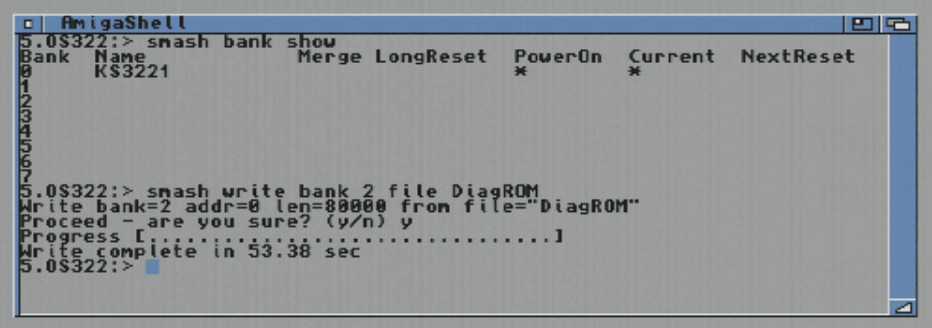 AmigaShell
5.OS322:> smash bank show
Bank  Name                Merge LongReset  PowerOn  Current  NextReset
0     KS3221                               *        *
1
2
3
4
5
6
7
5.OS322:> smash write bank 2 file DiagROM
Write bank=2 addr=0 len=80000 from file="DiagROM"
Proceed - are you sure? (y/n) y
Progress [................................]
Write complete in 53.38 sec
5.OS322:>